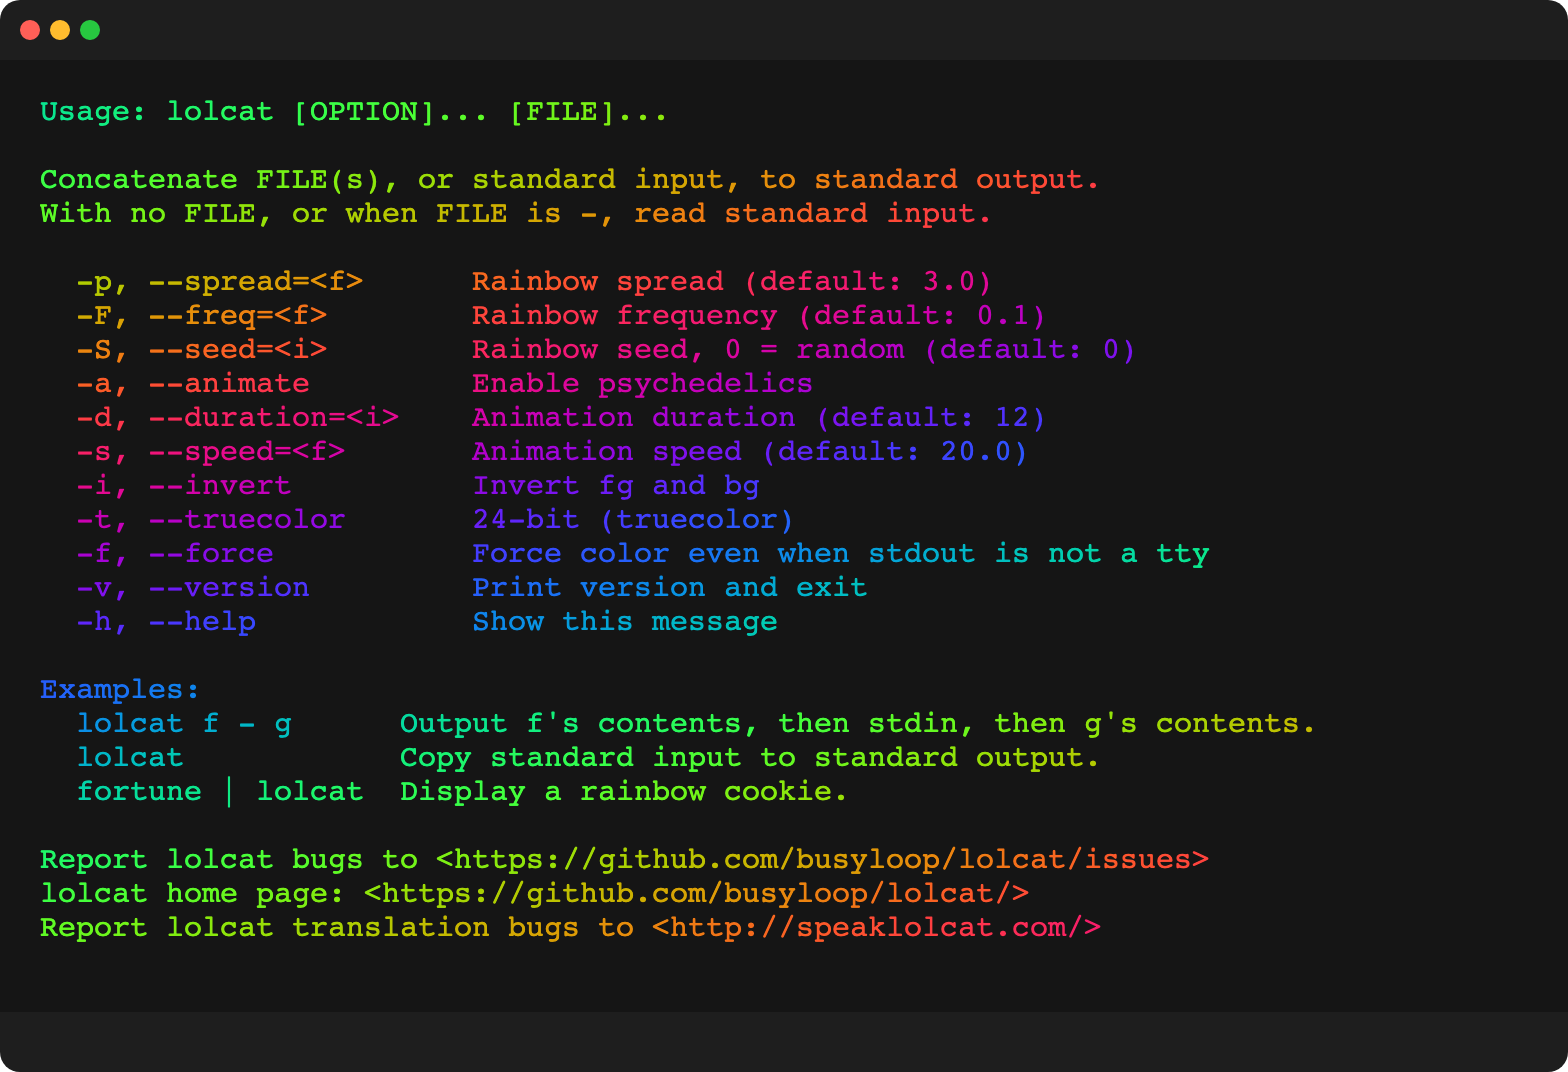 Usage: lolcat [OPTION]... [FILE]...

Concatenate FILE(s), or standard input, to standard output.
With no FILE, or when FILE is -, read standard input.

  -p, --spread=<f>      Rainbow spread (default: 3.0)
  -F, --freq=<f>        Rainbow frequency (default: 0.1)
  -S, --seed=<i>        Rainbow seed, 0 = random (default: 0)
  -a, --animate         Enable psychedelics
  -d, --duration=<i>    Animation duration (default: 12)
  -s, --speed=<f>       Animation speed (default: 20.0)
  -i, --invert          Invert fg and bg
  -t, --truecolor       24-bit (truecolor)
  -f, --force           Force color even when stdout is not a tty
  -v, --version         Print version and exit
  -h, --help            Show this message

Examples:
  lolcat f - g      Output f's contents, then stdin, then g's contents.
  lolcat            Copy standard input to standard output.
  fortune | lolcat  Display a rainbow cookie.

Report lolcat bugs to <https://github.com/busyloop/lolcat/issues>
lolcat home page: <https://github.com/busyloop/lolcat/>
Report lolcat translation bugs to <http://speaklolcat.com/>